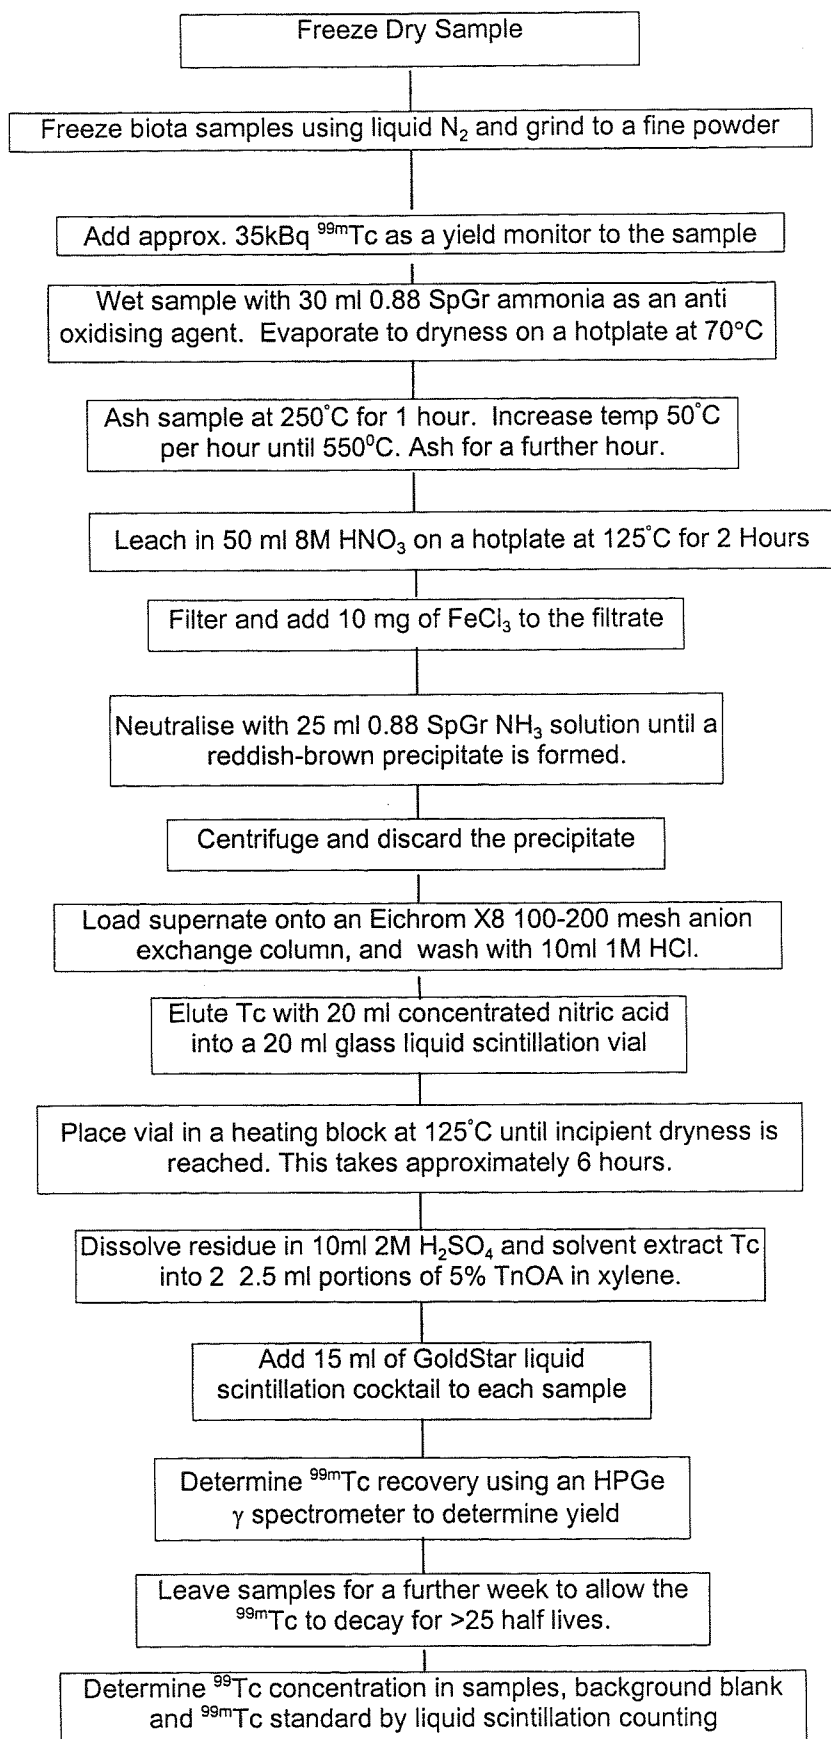 Freeze Dry Sample
Freeze biota samples using liquid N₂ and grind to a fine powder
Add approx. 35kBq ⁹⁹ᵐTc as a yield monitor to the sample
Wet sample with 30 ml 0.88 SpGr ammonia as an anti
oxidising agent. Evaporate to dryness on a hotplate at 70°C
Ash sample at 250°C for 1 hour. Increase temp 50°C
per hour until 550⁰C. Ash for a further hour.
Leach in 50 ml 8M HNO₃ on a hotplate at 125°C for 2 Hours
Filter and add 10 mg of FeCl₃ to the filtrate
Neutralise with 25 ml 0.88 SpGr NH₃ solution until a
reddish-brown precipitate is formed.
Centrifuge and discard the precipitate
Load supernate onto an Eichrom X8 100-200 mesh anion
exchange column, and wash with 10ml 1M HCl.
Elute Tc with 20 ml concentrated nitric acid
into a 20 ml glass liquid scintillation vial
Place vial in a heating block at 125°C until incipient dryness is
reached. This takes approximately 6 hours.
Dissolve residue in 10ml 2M H₂SO₄ and solvent extract Tc
into 2 2.5 ml portions of 5% TnOA in xylene.
Add 15 ml of GoldStar liquid
scintillation cocktail to each sample
Determine ⁹⁹ᵐTc recovery using an HPGe
γ spectrometer to determine yield
Leave samples for a further week to allow the
⁹⁹ᵐTc to decay for >25 half lives.
Determine ⁹⁹Tc concentration in samples, background blank
and ⁹⁹ᵐTc standard by liquid scintillation counting